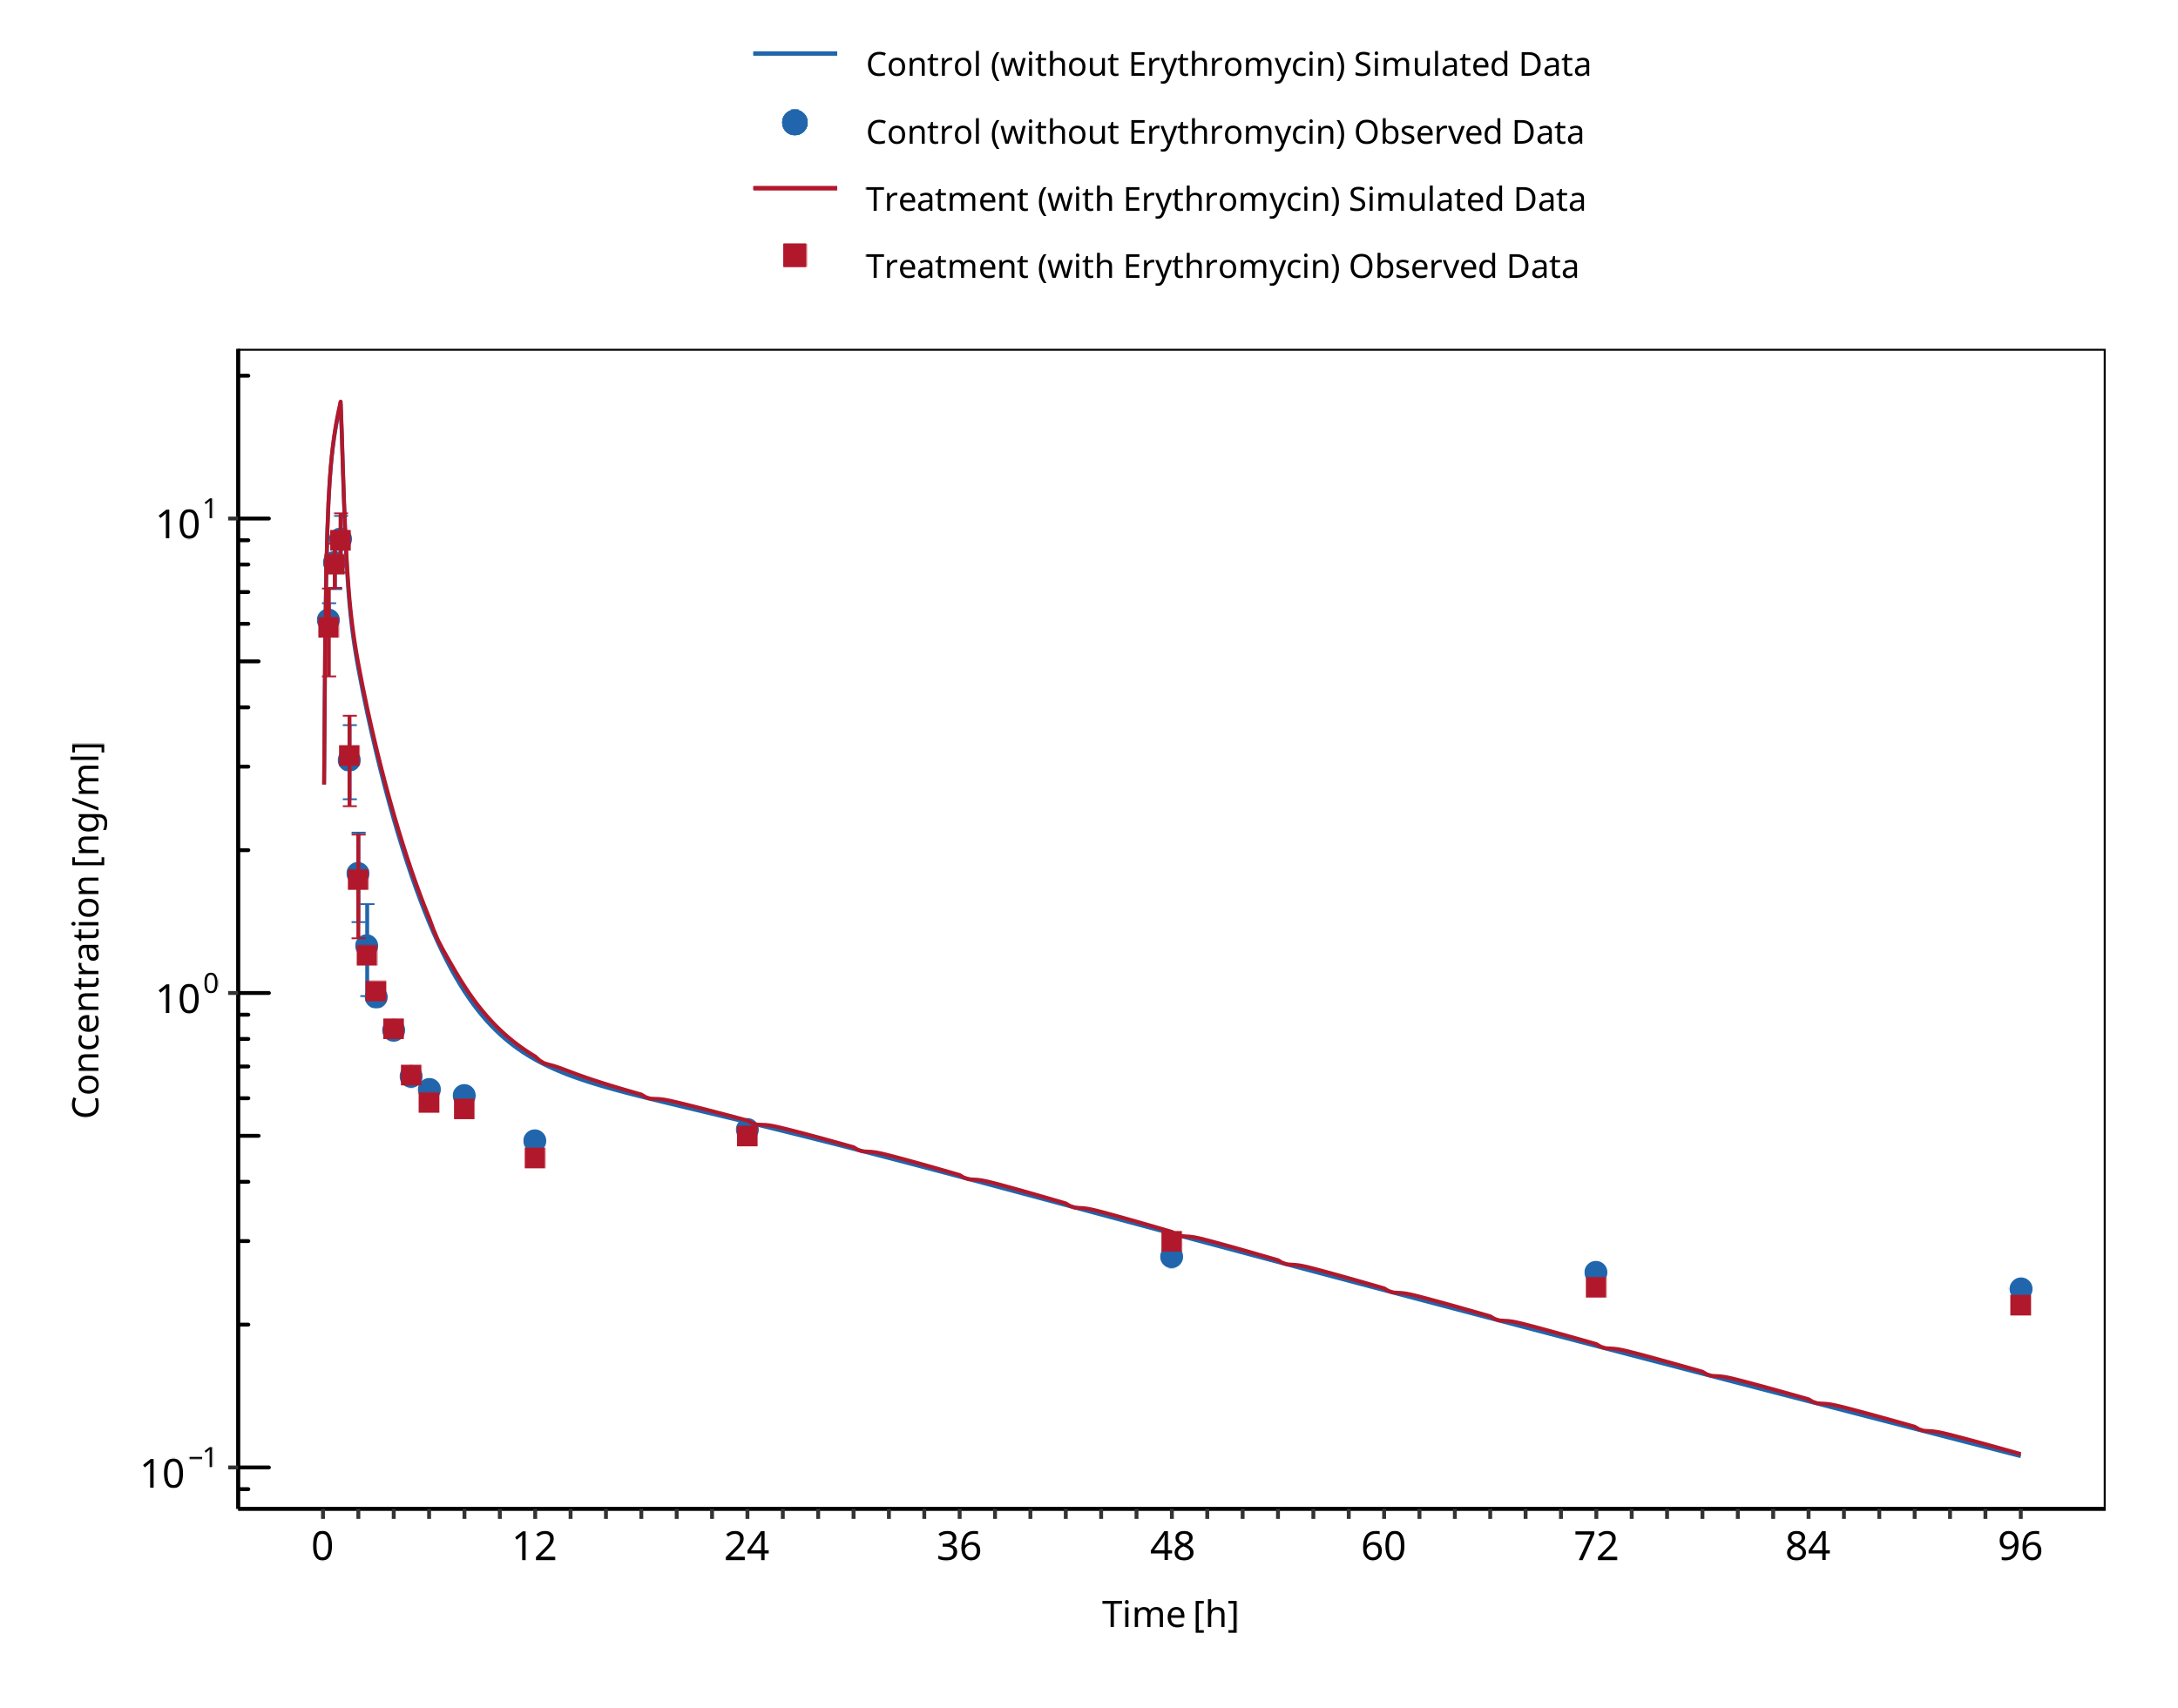 Control (without Erythromycin) Simulated Data
Control (without Erythromycin) Observed Data
Treatment (with Erythromycin) Simulated Data
Treatment (with Erythromycin) Observed Data
10¹
10⁰
10⁻¹
Concentration [ng/ml]
0 12 24 36 48 60 72 84 96
Time [h]